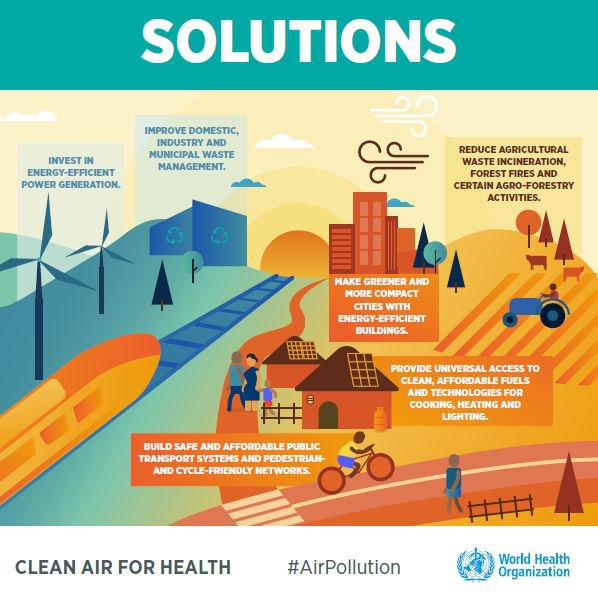 SOLUTIONS
INVEST IN
ENERGY-EFFICIENT
POWER GENERATION.
IMPROVE DOMESTIC,
INDUSTRY AND
MUNICIPAL WASTE
MANAGEMENT.
REDUCE AGRICULTURAL
WASTE INCINERATION,
FOREST FIRES AND
CERTAIN AGRO-FORESTRY
ACTIVITIES.
MAKE GREENER AND
MORE COMPACT
CITIES WITH
ENERGY-EFFICIENT
BUILDINGS.
PROVIDE UNIVERSAL ACCESS TO
CLEAN, AFFORDABLE FUELS
AND TECHNOLOGIES FOR
COOKING, HEATING AND
LIGHTING.
BUILD SAFE AND AFFORDABLE PUBLIC
TRANSPORT SYSTEMS AND PEDESTRIAN-
AND CYCLE-FRIENDLY NETWORKS.
CLEAN AIR FOR HEALTH
#AirPollution
World Health
Organization